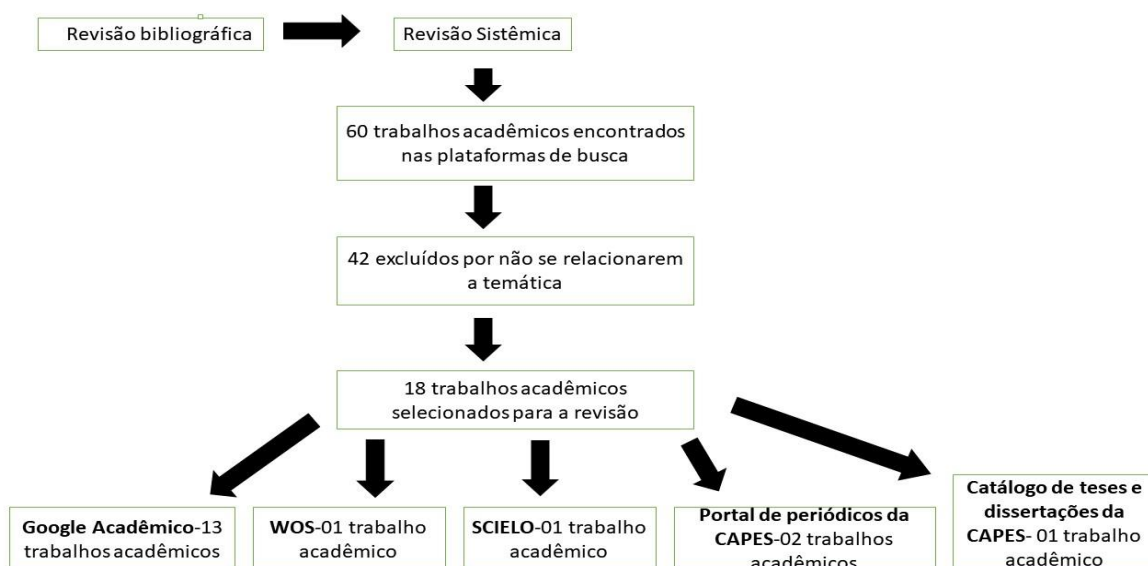 Revisão bibliográfica
Revisão Sistêmica
60 trabalhos acadêmicos encontrados
nas plataformas de busca
42 excluídos por não se relacionarem
a temática
18 trabalhos acadêmicos
selecionados para a revisão
Google Acadêmico-13
trabalhos acadêmicos
WOS-01 trabalho
acadêmico
SCIELO-01 trabalho
acadêmico
Portal de periódicos da
CAPES-02 trabalhos
acadêmicos
Catálogo de teses e
dissertações da
CAPES- 01 trabalho
acadêmico